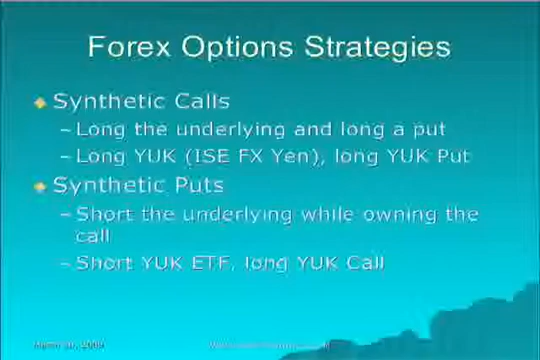 Forex Options Strategies
Synthetic Calls
–Long the underlying and long a put
–Long YUK (ISE FX Yen), long YUK Put
Synthetic Puts
–Short the underlying while owning the
call
–Short YUK ETF, long YUK Call